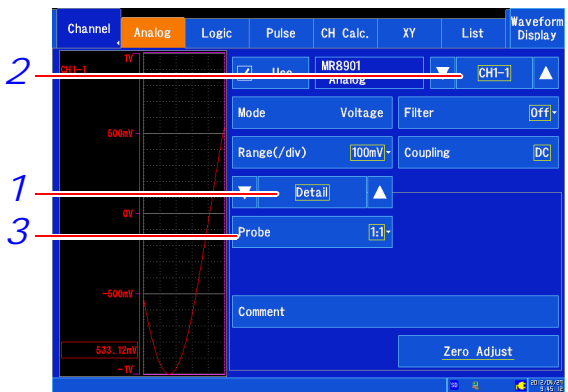 Channel
Analog
Logic
Pulse
CH Calc.
XY
List
Waveform
Display
2
CH1-1
1V
Use
MR8901
Analog
CH1-1
Mode
Voltage
Filter
Off
500mV
Range(/div)
100mV
Coupling
DC
1
Detail
0V
3
Probe
1:1
-500mV
Comment
533.12mV
Zero Adjust
-1V
SD